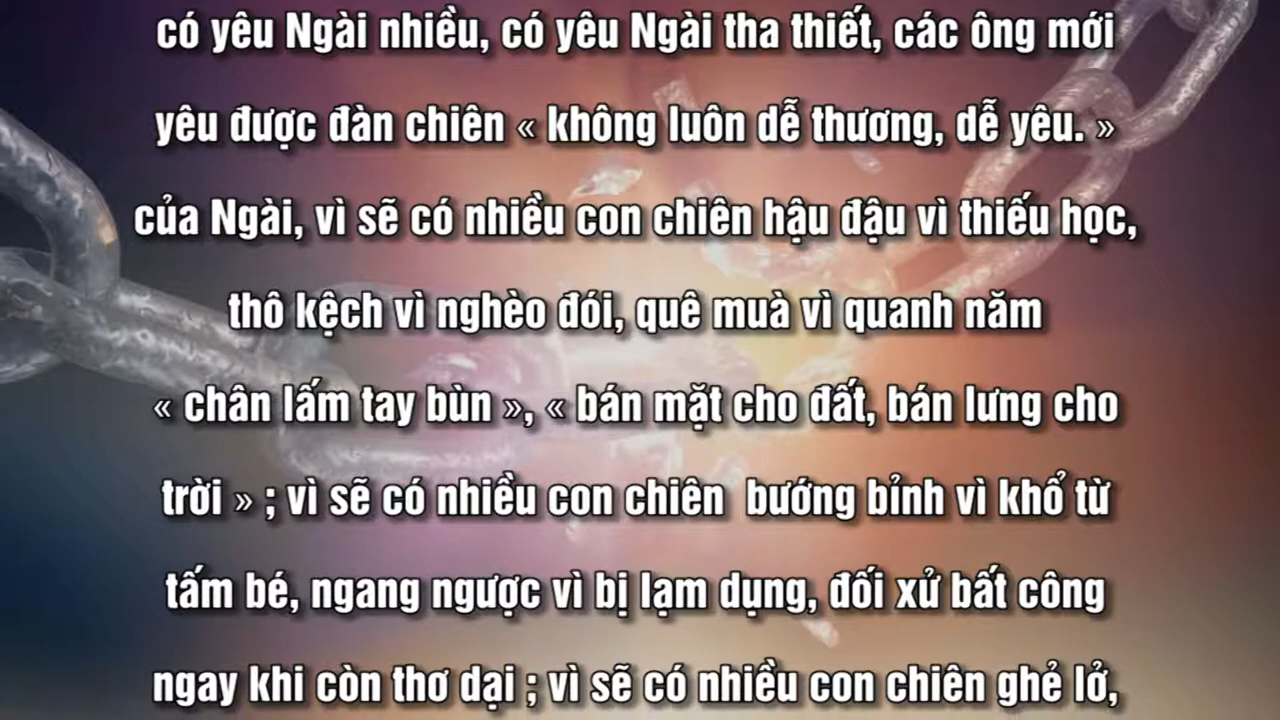 có yêu Ngài nhiều, có yêu Ngài tha thiết, các ông mới
yêu được đàn chiên « không luôn dễ thương, dễ yêu. »
của Ngài, vì sẽ có nhiều con chiên hậu đậu vì thiếu học,
thô kệch vì nghèo đói, quê muà vì quanh năm
« chân lấm tay bùn », « bán mặt cho đất, bán lưng cho
trời » ; vì sẽ có nhiều con chiên  bướng bỉnh vì khổ từ
tấm bé, ngang ngược vì bị lạm dụng, đối xử bất công
ngay khi còn thơ dại ; vì sẽ có nhiều con chiên ghẻ lở,